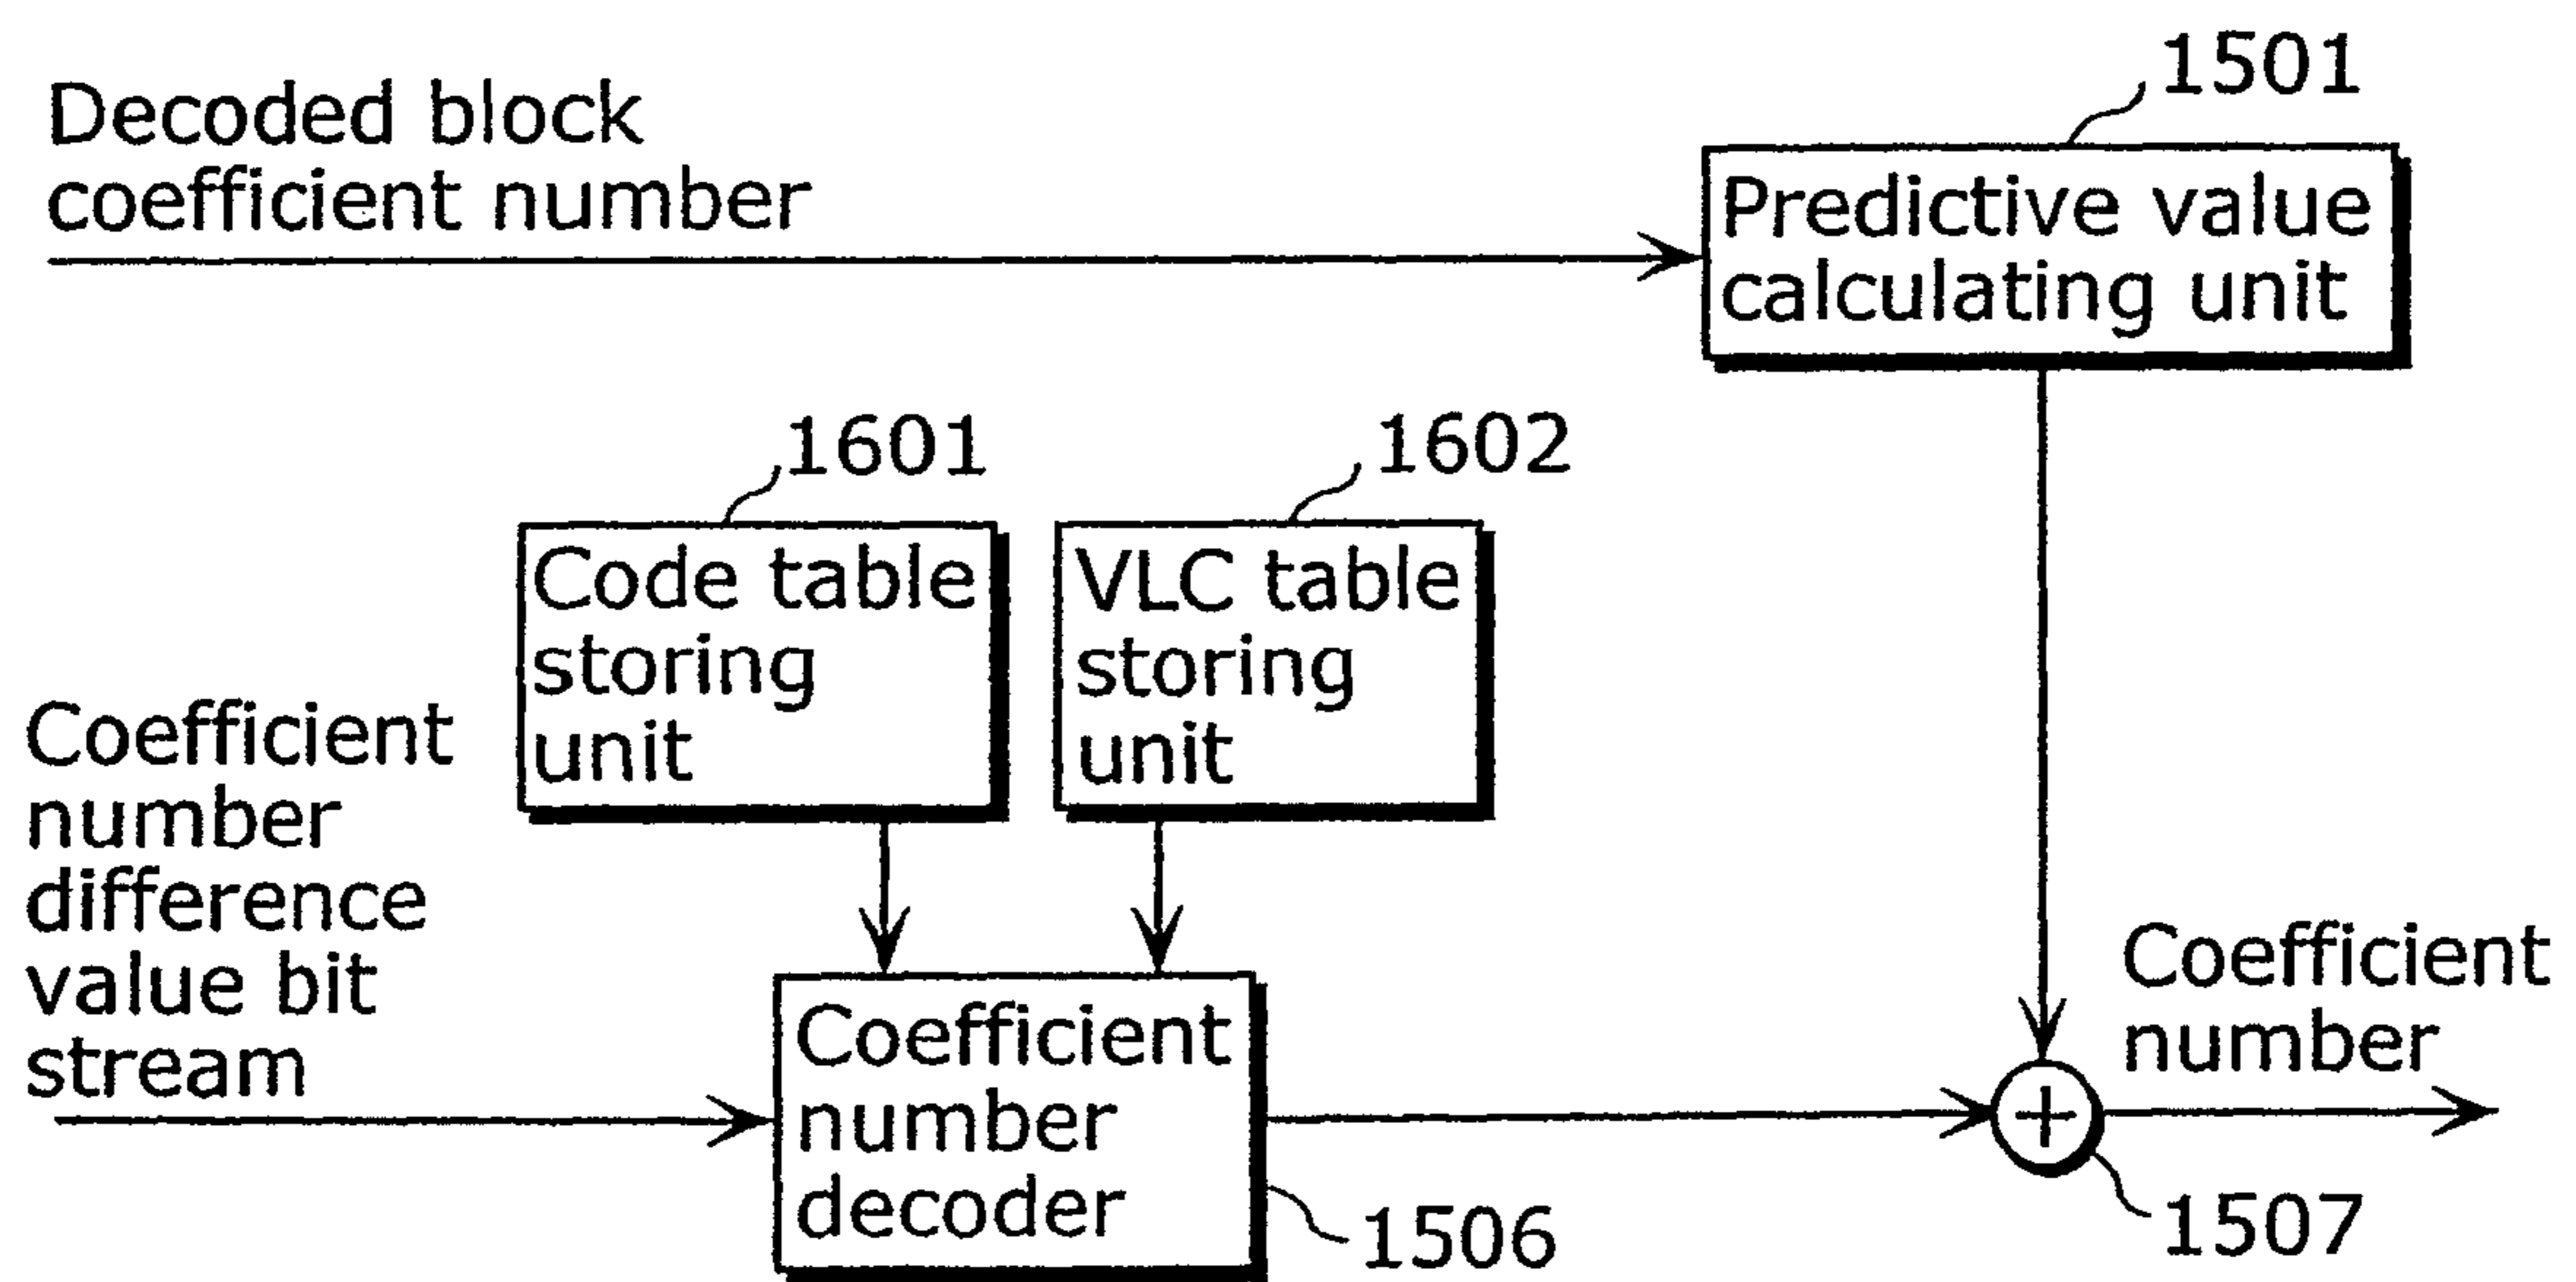 1501
Decoded block
coefficient number
Predictive value
calculating unit
1601
1602
Code table
storing
unit
VLC table
storing
unit
Coefficient
number
difference
value bit
stream
Coefficient
number
decoder
1506
+
Coefficient
number
1507